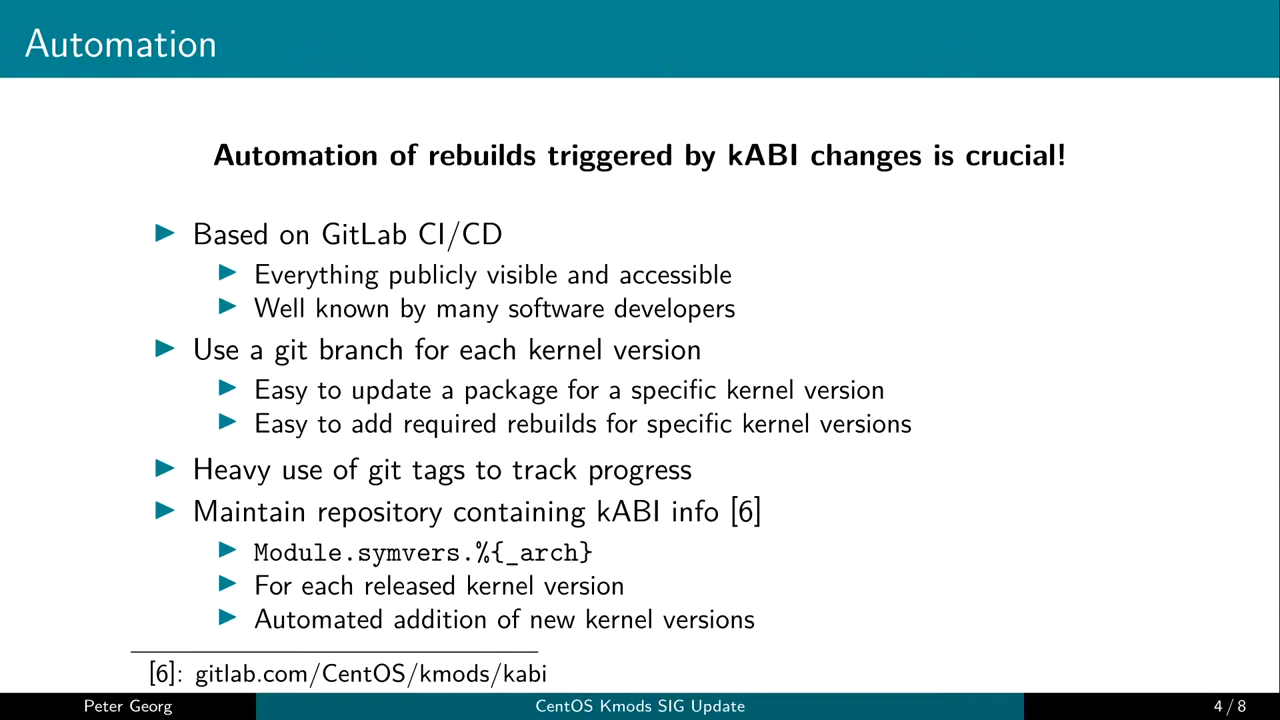 Automation
Automation of rebuilds triggered by kABI changes is crucial!
Based on GitLab CI/CD
Everything publicly visible and accessible
Well known by many software developers
Use a git branch for each kernel version
Easy to update a package for a specific kernel version
Easy to add required rebuilds for specific kernel versions
Heavy use of git tags to track progress
Maintain repository containing kABI info [6]
Module.symvers.%{_arch}
For each released kernel version
Automated addition of new kernel versions
[6]: gitlab.com/CentOS/kmods/kabi
Peter Georg CentOS Kmods SIG Update 4 / 8